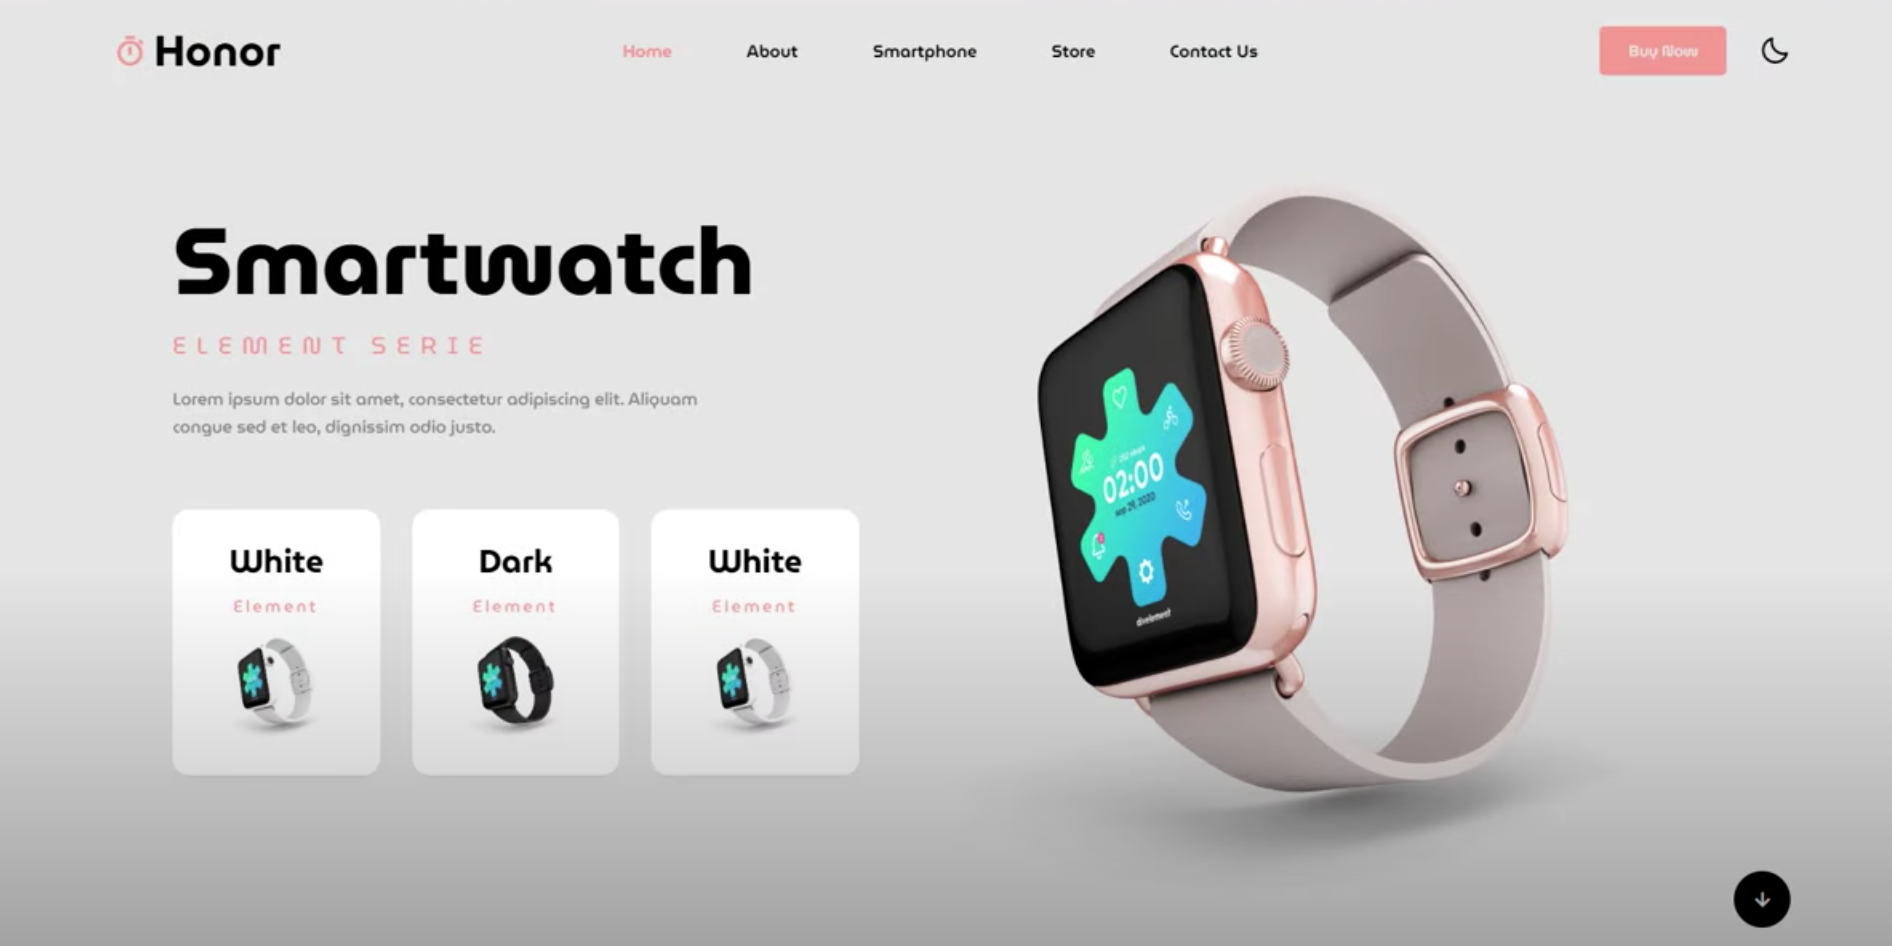 Honor
Home
About
Smartphone
Store
Contact Us
Buy Now
Smartwatch
ELEMENT SERIE
Lorem ipsum dolor sit amet, consectetur adipiscing elit. Aliquam
congue sed et leo, dignissim odio justo.
White
Element
Dark
Element
White
Element
02:00
sep 29, 2020